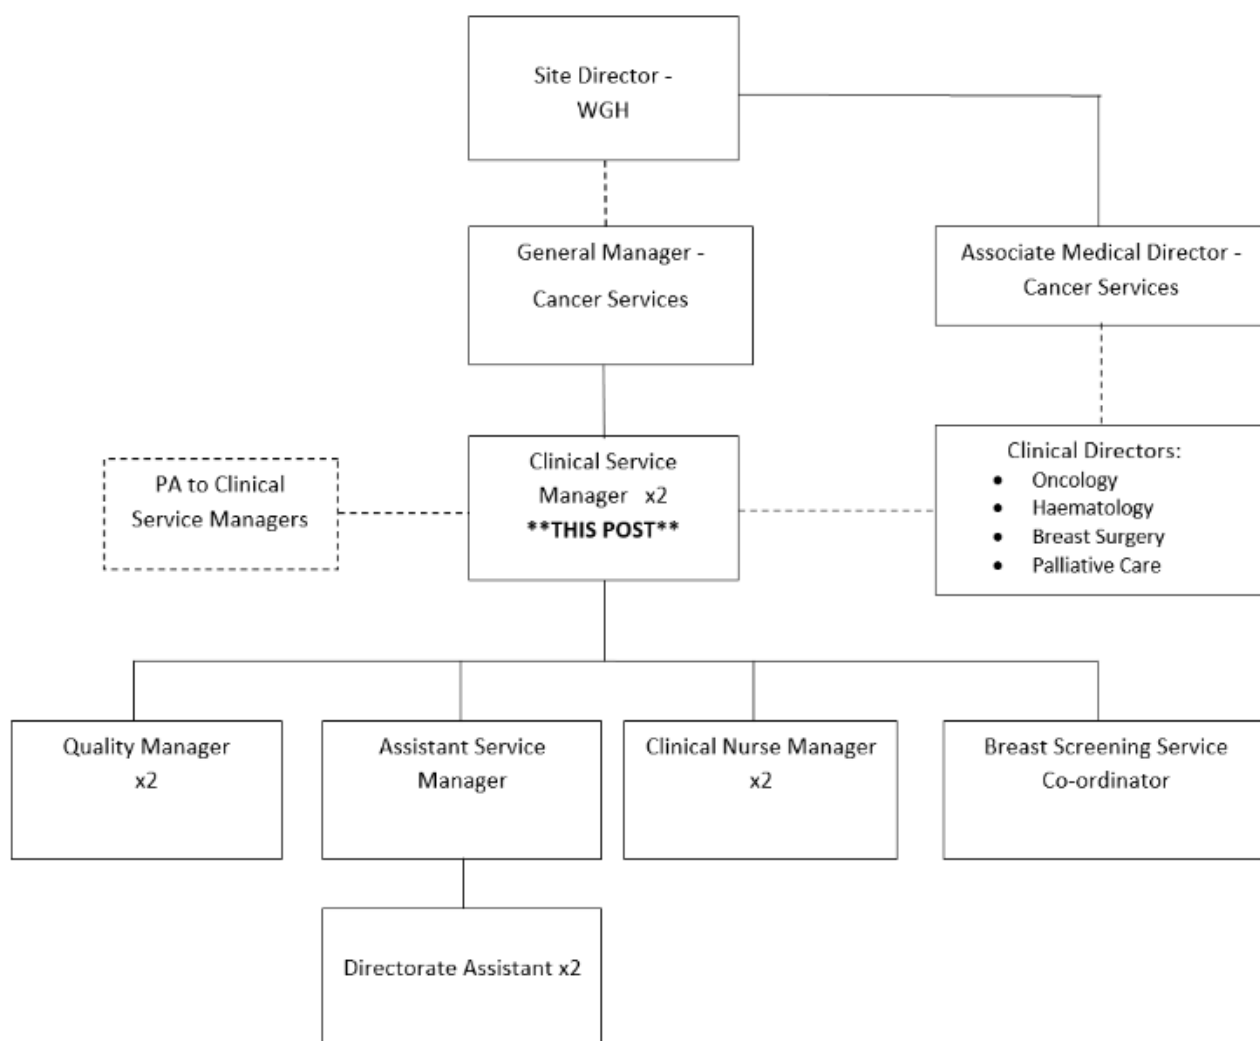 Site Director -
WGH
General Manager -
Cancer Services
Associate Medical Director -
Cancer Services
PA to Clinical
Service Managers
Clinical Service
Manager x2
**THIS POST**
Clinical Directors:
• Oncology
• Haematology
• Breast Surgery
• Palliative Care
Quality Manager
x2
Assistant Service
Manager
Clinical Nurse Manager
x2
Breast Screening Service
Co-ordinator
Directorate Assistant x2